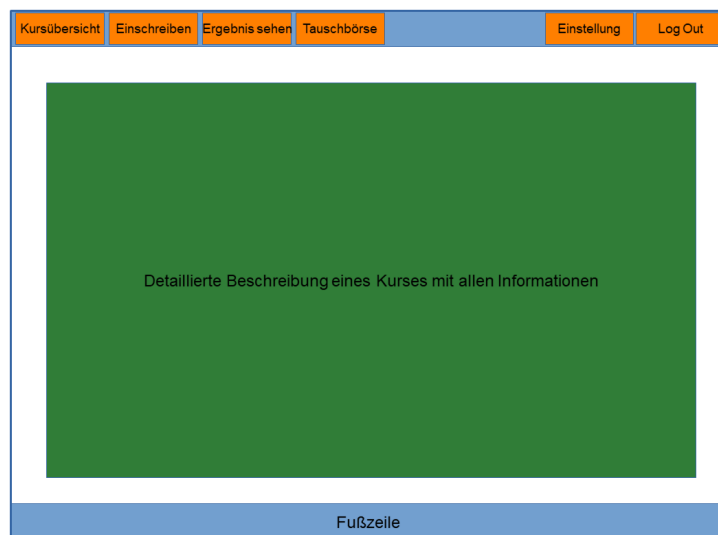 Kursübersicht Einschreiben Ergebnis sehen Tauschbörse Einstellung Log Out
Detaillierte Beschreibung eines Kurses mit allen Informationen
Fußzeile